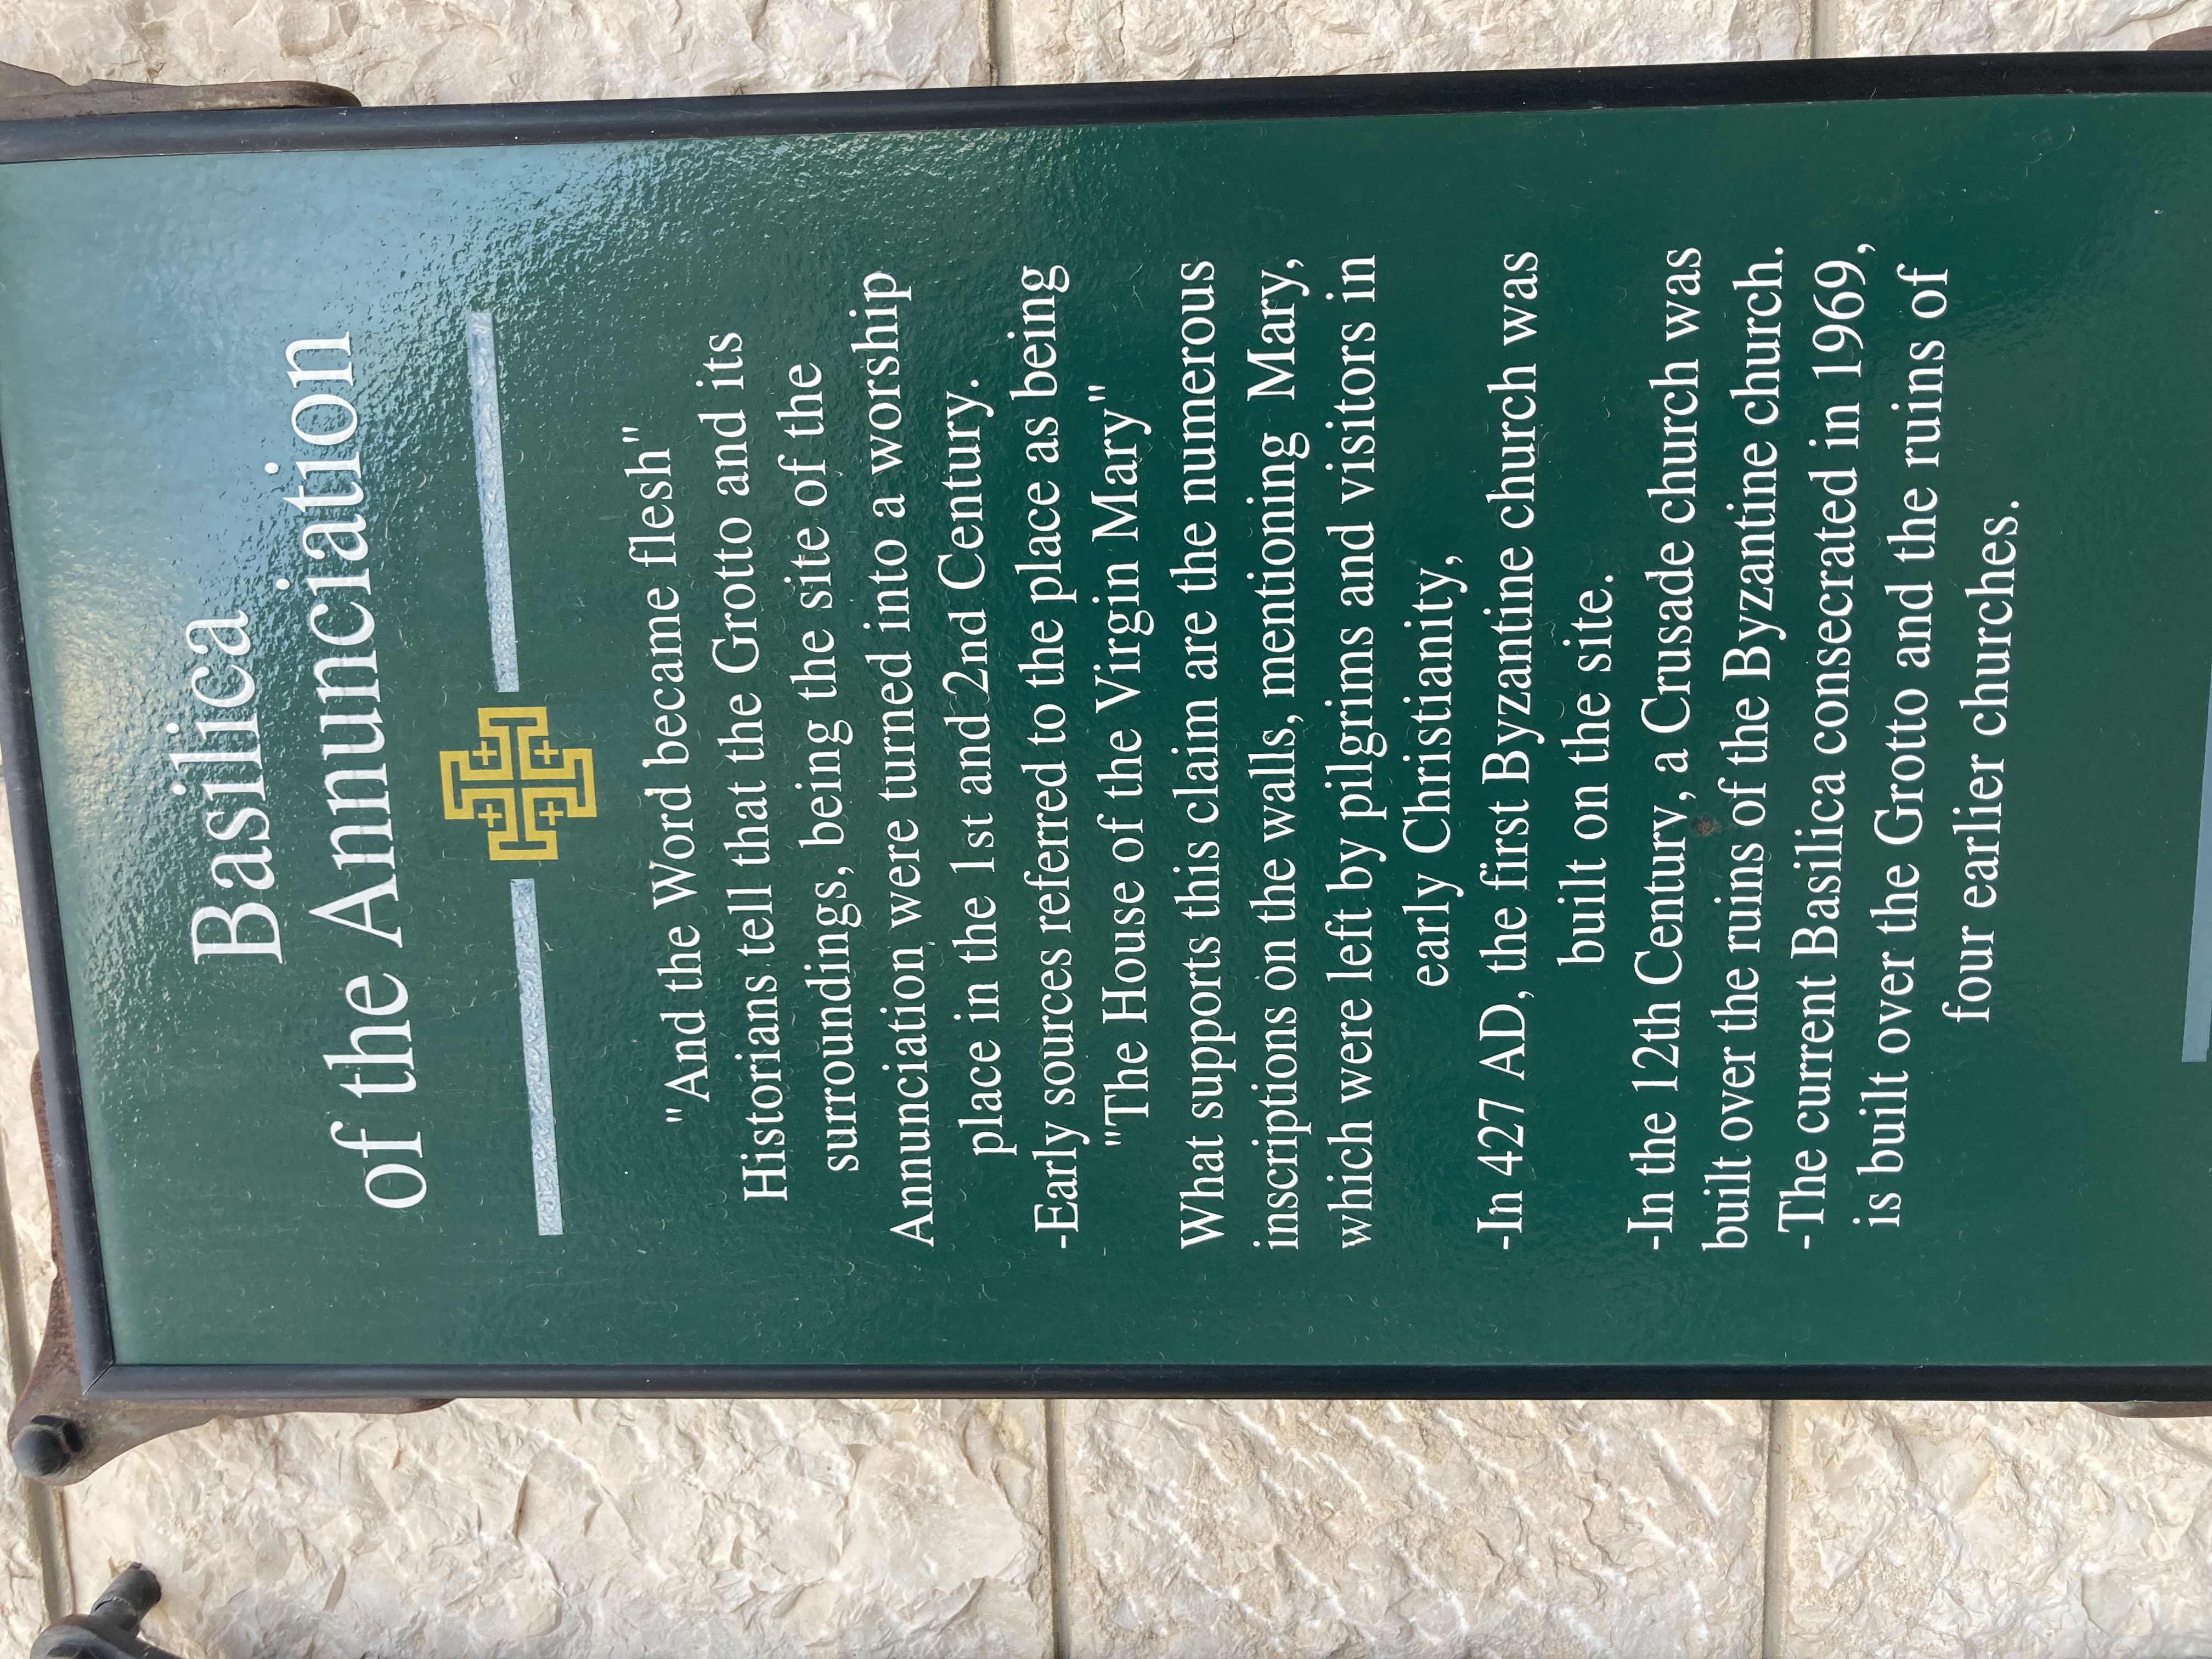 Basilica
of the Annunciation
"And the Word became flesh"
Historians tell that the Grotto and its
surroundings, being the site of the
Annunciation were turned into a worship
place in the 1st and 2nd Century.
-Early sources referred to the place as being
"The House of the Virgin Mary"
What supports this claim are the numerous
inscriptions on the walls, mentioning Mary,
which were left by pilgrims and visitors in
early Christianity,
-In 427 AD, the first Byzantine church was
built on the site.
-In the 12th Century, a Crusade church was
built over the ruins of the Byzantine church.
-The current Basilica consecrated in 1969,
is built over the Grotto and the ruins of
four earlier churches.